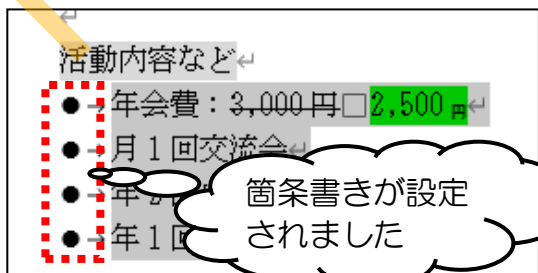 活動内容など
●→年会費：3,000円□2,500円
●→月１回交流会
●→年
●→年１回
箇条書きが設定
されました